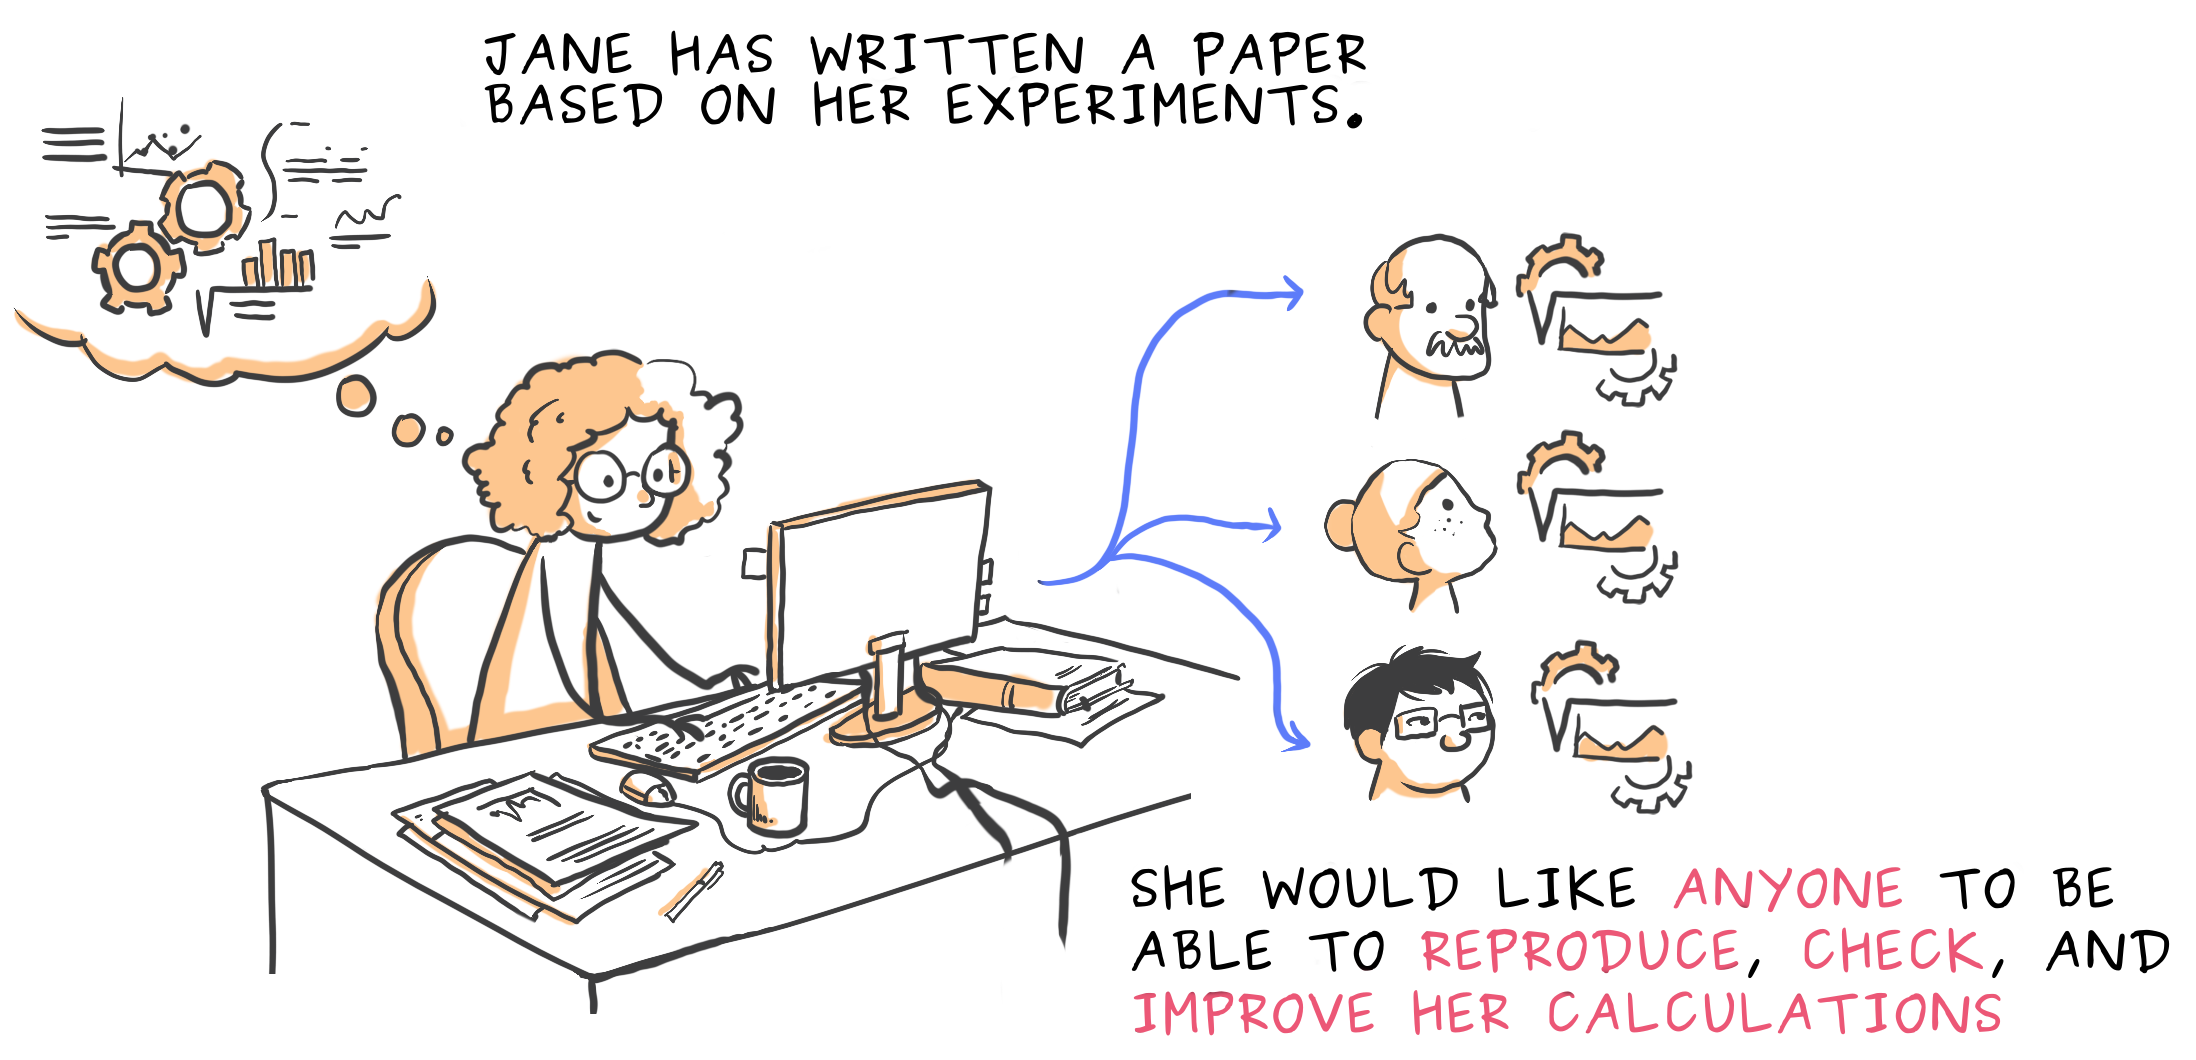 JANE HAS WRITTEN A PAPER
BASED ON HER EXPERIMENTS.
SHE WOULD LIKE ANYONE TO BE
ABLE TO REPRODUCE, CHECK, AND
IMPROVE HER CALCULATIONS